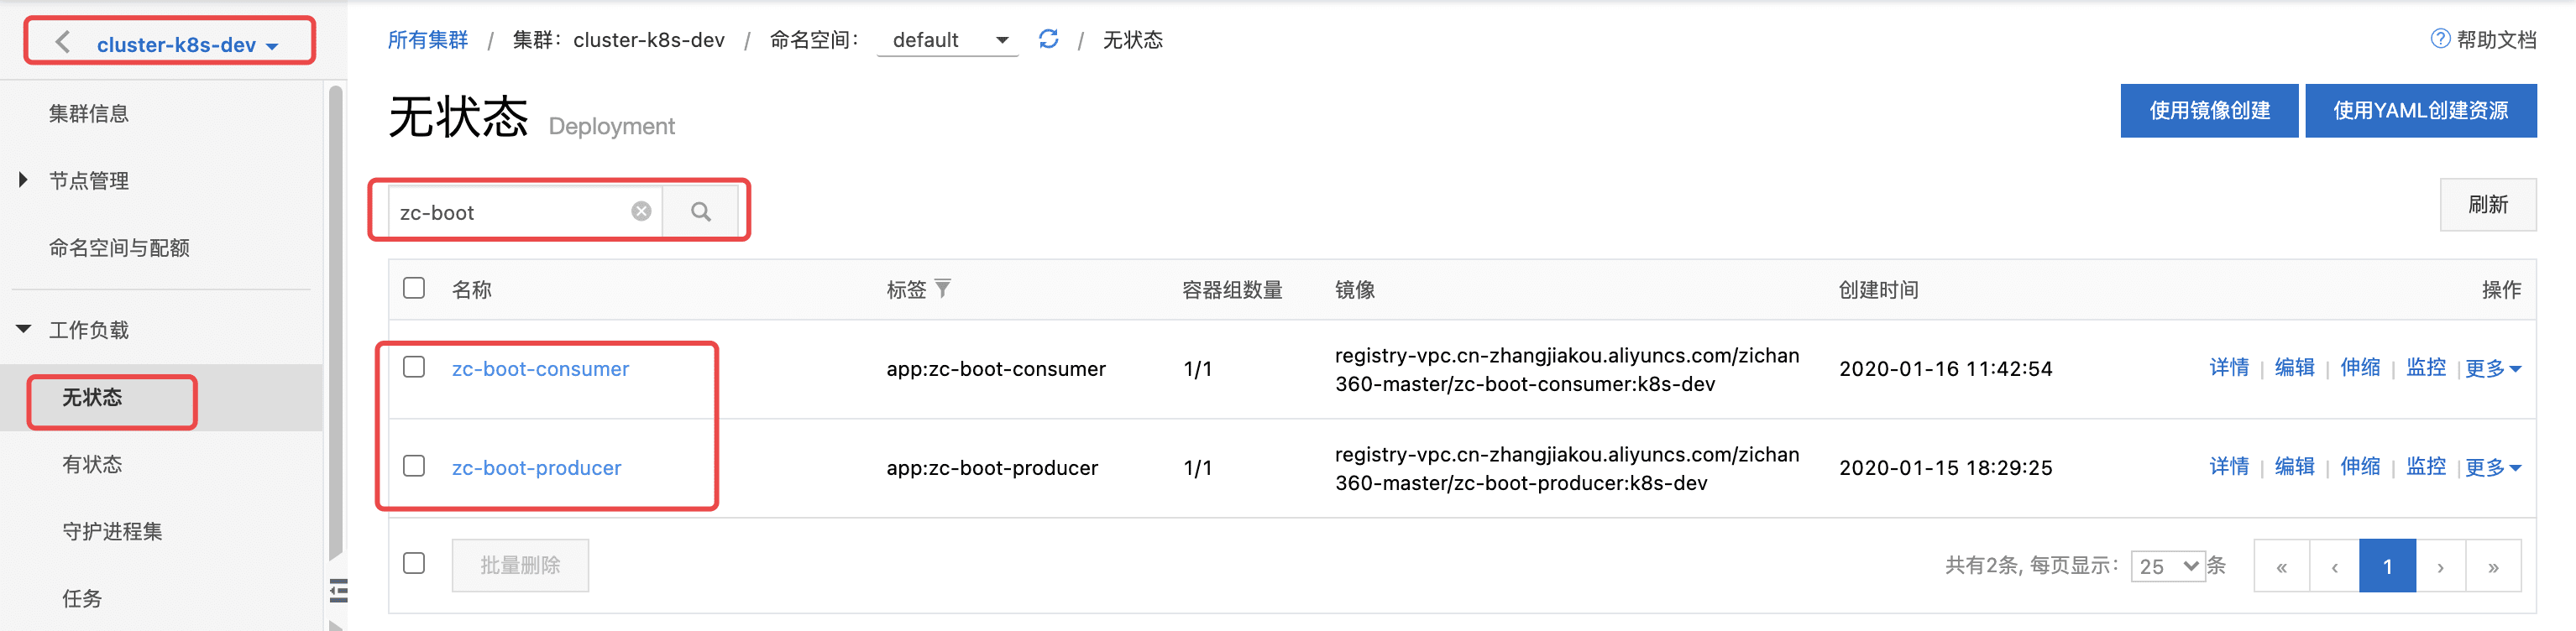 cluster-k8s-dev
集群信息
节点管理
命名空间与配额
工作负载
无状态
有状态
守护进程集
任务
所有集群 / 集群：cluster-k8s-dev / 命名空间： default / 无状态
帮助文档
无状态 Deployment
使用镜像创建 使用YAML创建资源
zc-boot
刷新
名称 标签 容器组数量 镜像 创建时间 操作
zc-boot-consumer app:zc-boot-consumer 1/1 registry-vpc.cn-zhangjiakou.aliyuncs.com/zichan
360-master/zc-boot-consumer:k8s-dev 2020-01-16 11:42:54 详情 | 编辑 | 伸缩 | 监控 | 更多
zc-boot-producer app:zc-boot-producer 1/1 registry-vpc.cn-zhangjiakou.aliyuncs.com/zichan
360-master/zc-boot-producer:k8s-dev 2020-01-15 18:29:25 详情 | 编辑 | 伸缩 | 监控 | 更多
批量删除 共有2条, 每页显示： 25 条 « ‹ 1 › »